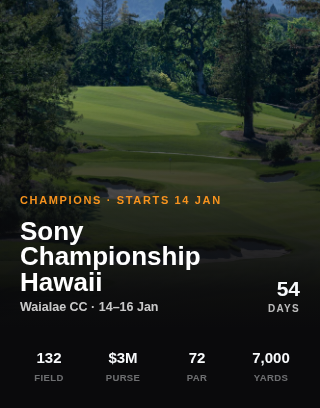 CHAMPIONS · STARTS 14 JAN
Sony
Championship
Hawaii
Waialae CC · 14–16 Jan
54
DAYS
132 $3M 72 7,000
FIELD PURSE PAR YARDS